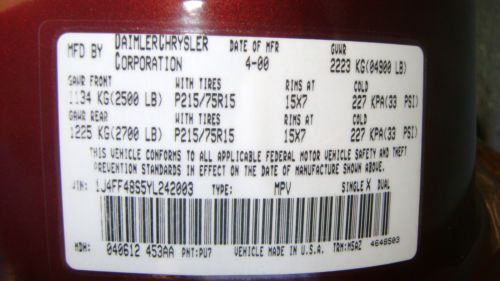 MFD BY DAIMLERCHRYSLER CORPORATION DATE OF MFR 4-00 GVWR 2223 KG(04900 LB)
GAWR FRONT WITH TIRES RIMS AT COLD
1134 KG(2500 LB) P215/75R15 15X7 227 KPA(33 PSI)
GAWR REAR WITH TIRES RIMS AT COLD
1225 KG(2700 LB) P215/75R15 15X7 227 KPA(33 PSI)
THIS VEHICLE CONFORMS TO ALL APPLICABLE FEDERAL MOTOR VEHICLE SAFETY AND THEFT
PREVENTION STANDARDS IN EFFECT ON THE DATE OF MANUFACTURE SHOWN ABOVE.
VIN: 1J4FF48S5YL242003 TYPE: MPV SINGLE X DUAL
MDH: 040612 453AA PNT:PU7 VEHICLE MADE IN U.S.A. TRM:M5AZ 4648503